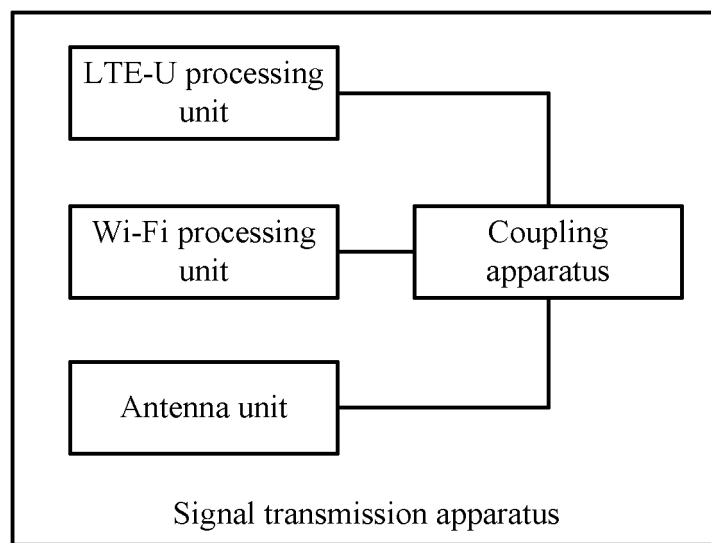 LTE-U processing
unit
Wi-Fi processing
unit
Coupling
apparatus
Antenna unit
Signal transmission apparatus